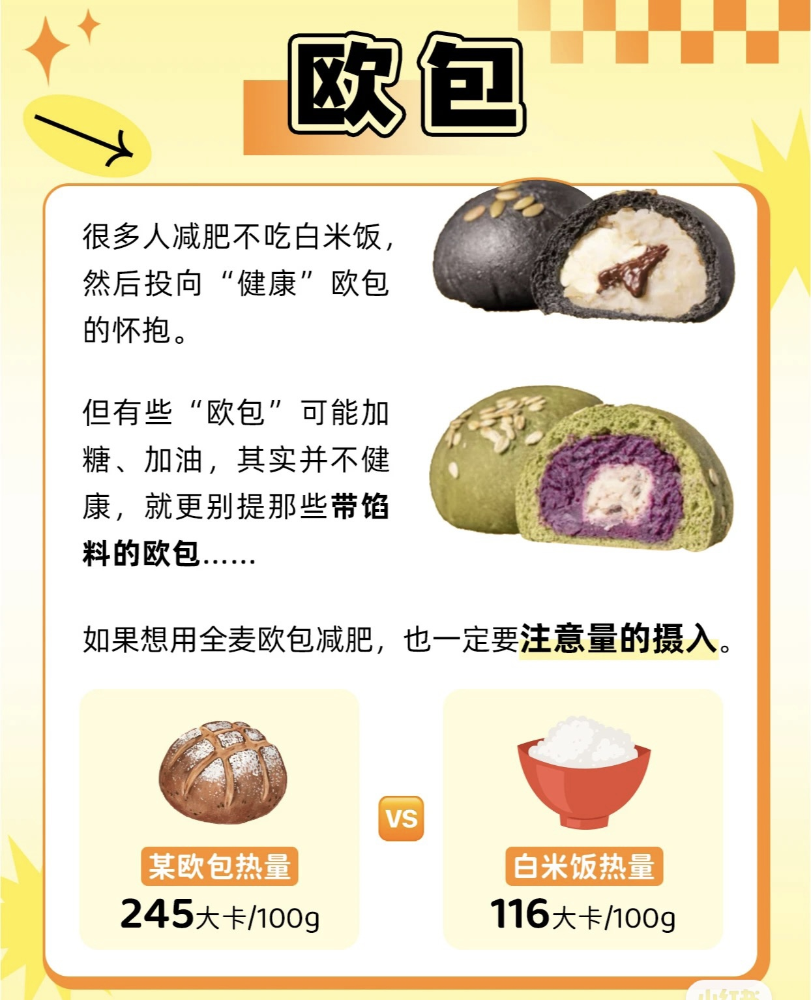 欧包
很多人减肥不吃白米饭，
然后投向“健康”欧包
的怀抱。
但有些“欧包”可能加
糖、加油，其实并不健
康，就更别提那些带馅
料的欧包……
如果想用全麦欧包减肥，也一定要注意量的摄入。
VS
某欧包热量
245大卡/100g
白米饭热量
116大卡/100g